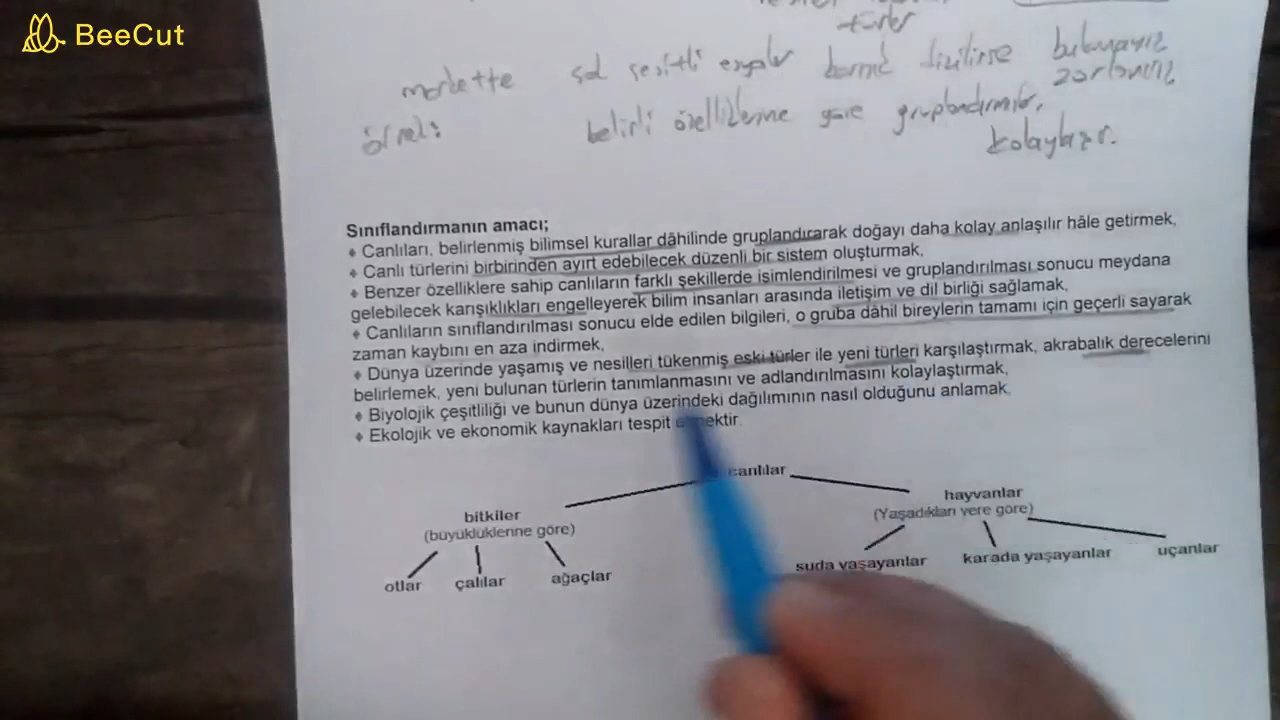 BeeCut
türler
markette çok çeşitli eşyalar dizilirse bulmayız
zorlanırız
örnek: belirli özelliklerine göre gruplandırmılır.
kolaylaşır.
Sınıflandırmanın amacı;
♦ Canlıları, belirlenmiş bilimsel kurallar dâhilinde gruplandırarak doğayı daha kolay anlaşılır hâle getirmek,
♦ Canlı türlerini birbirinden ayırt edebilecek düzenli bir sistem oluşturmak,
♦ Benzer özelliklere sahip canlıların farklı şekillerde isimlendirilmesi ve gruplandırılması sonucu meydana
gelebilecek karışıklıkları engelleyerek bilim insanları arasında iletişim ve dil birliği sağlamak,
♦ Canlıların sınıflandırılması sonucu elde edilen bilgileri, o gruba dâhil bireylerin tamamı için geçerli sayarak
zaman kaybını en aza indirmek,
♦ Dünya üzerinde yaşamış ve nesilleri tükenmiş eski türler ile yeni türleri karşılaştırmak, akrabalık derecelerini
belirlemek, yeni bulunan türlerin tanımlanmasını ve adlandırılmasını kolaylaştırmak,
♦ Biyolojik çeşitliliği ve bunun dünya üzerindeki dağılımının nasıl olduğunu anlamak,
♦ Ekolojik ve ekonomik kaynakları tespit etmektir.
canlılar
bitkiler hayvanlar
(büyüklüklerine göre) (Yaşadıkları yere göre)
otlar çalılar ağaçlar suda yaşayanlar karada yaşayanlar uçanlar